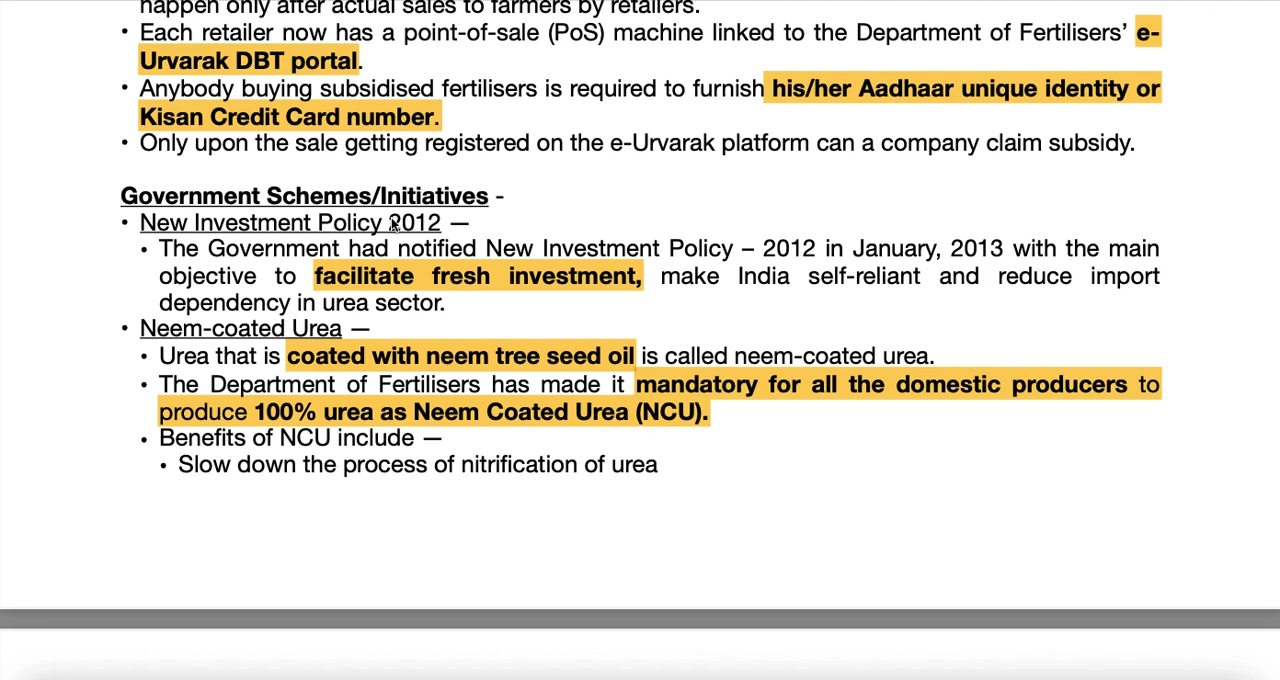 happen only after actual sales to farmers by retailers.
• Each retailer now has a point-of-sale (PoS) machine linked to the Department of Fertilisers’ e-
Urvarak DBT portal.
• Anybody buying subsidised fertilisers is required to furnish his/her Aadhaar unique identity or
Kisan Credit Card number.
• Only upon the sale getting registered on the e-Urvarak platform can a company claim subsidy.
Government Schemes/Initiatives -
• New Investment Policy 2012 —
• The Government had notified New Investment Policy – 2012 in January, 2013 with the main
objective to facilitate fresh investment, make India self-reliant and reduce import
dependency in urea sector.
• Neem-coated Urea —
• Urea that is coated with neem tree seed oil is called neem-coated urea.
• The Department of Fertilisers has made it mandatory for all the domestic producers to
produce 100% urea as Neem Coated Urea (NCU).
• Benefits of NCU include —
• Slow down the process of nitrification of urea